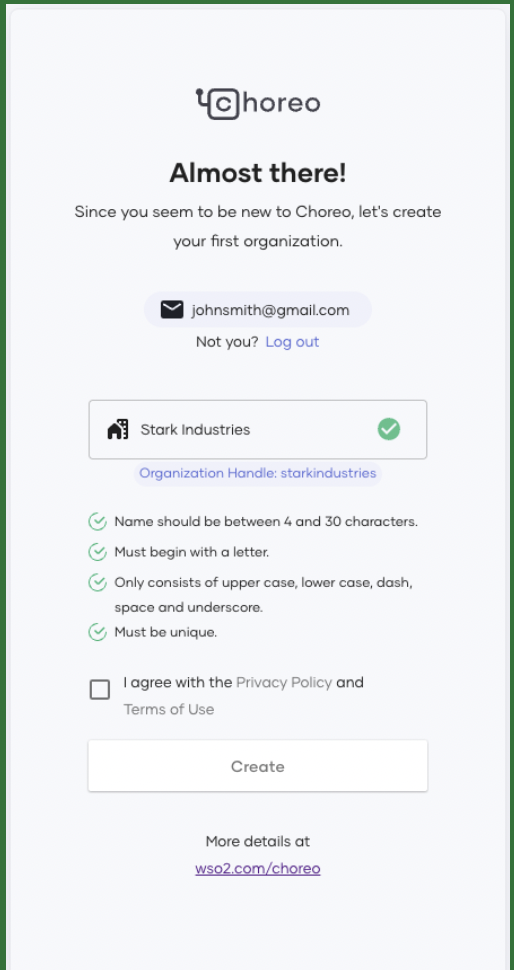 choreo
Almost there!
Since you seem to be new to Choreo, let's create
your first organization.
johnsmith@gmail.com
Not you? Log out
Stark Industries
Organization Handle: starkindustries
Name should be between 4 and 30 characters.
Must begin with a letter.
Only consists of upper case, lower case, dash,
space and underscore.
Must be unique.
I agree with the Privacy Policy and
Terms of Use
Create
More details at
wso2.com/choreo